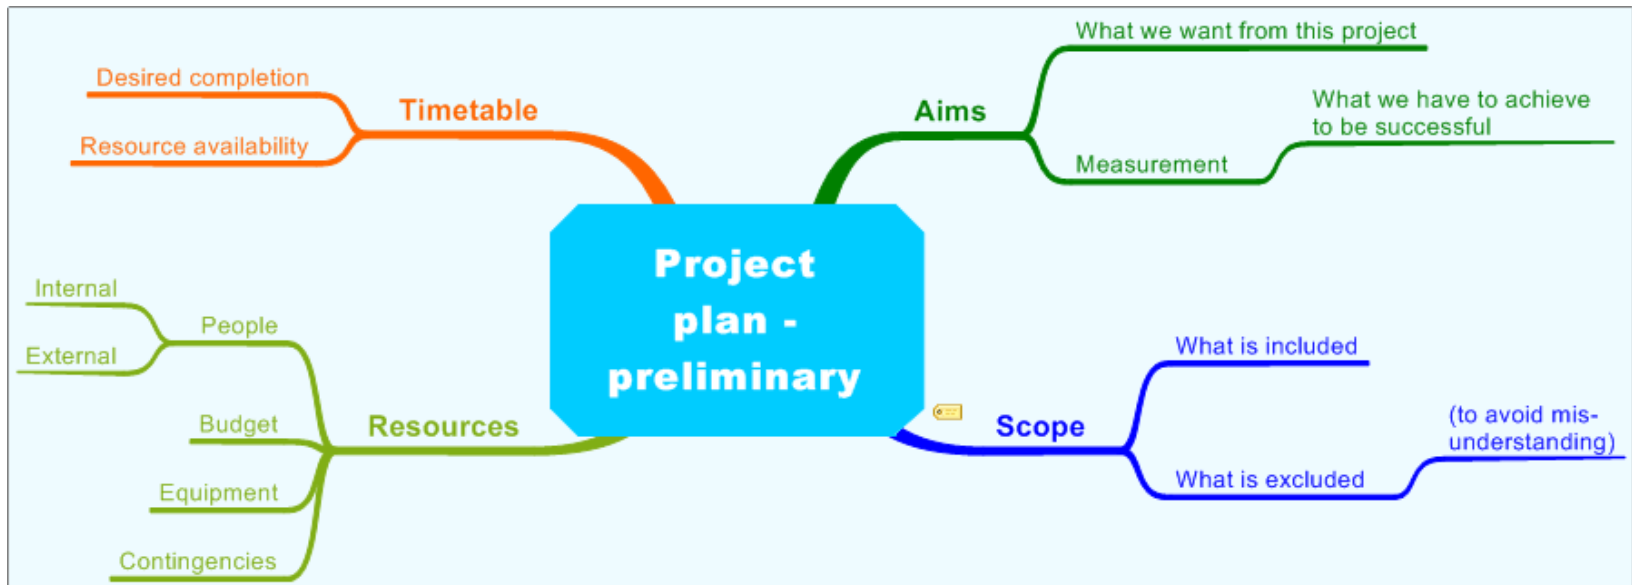 What we want from this project
Desired completion
Timetable
Aims
What we have to achieve
to be successful
Resource availability
Measurement
Project
plan -
preliminary
Internal
People
External
What is included
Budget
Resources
Scope
(to avoid mis-
understanding)
Equipment
What is excluded
Contingencies